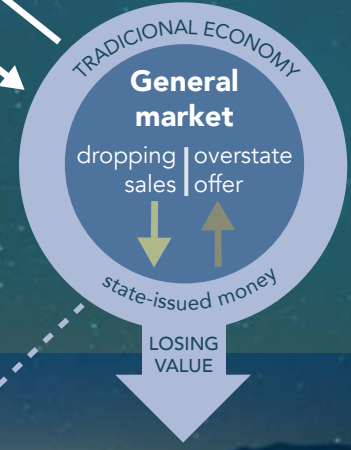 TRADICIONAL ECONOMY
General
market
dropping | overstate
sales | offer
state-issued money
LOSING
VALUE